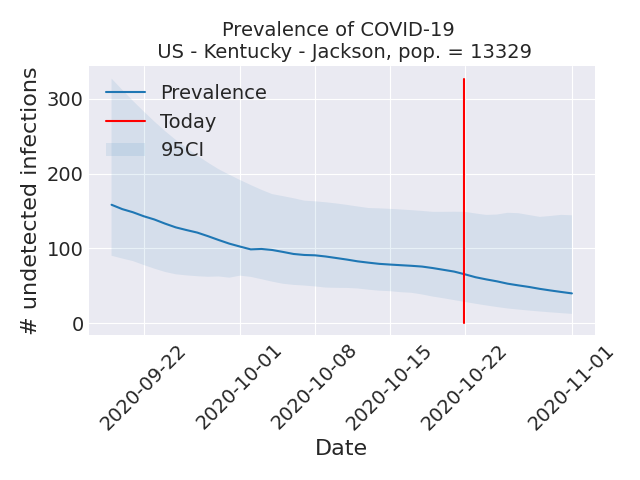 Prevalence of COVID-19
US - Kentucky - Jackson, pop. = 13329
# undetected infections
300
200
100
0
Prevalence
Today
95CI
2020-09-22
2020-10-01
2020-10-08
2020-10-15
2020-10-22
2020-11-01
Date